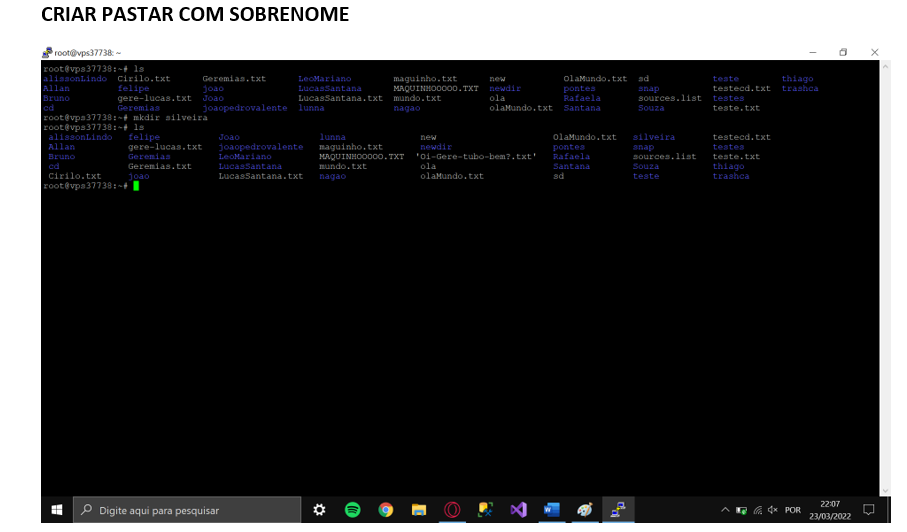 CRIAR PASTAR COM SOBRENOME
root@vps37738: ~
root@vps37738:~# ls
alissonLindo Cirilo.txt Geremias.txt LeoMariano maguinho.txt new OlaMundo.txt sd teste thiago
Allan felipe joao LucasSantana MAQUINHOOOOO.TXT newdir pontes snap testecd.txt trashca
Bruno gere-lucas.txt Joao LucasSantana.txt mundo.txt ola Rafaela sources.list testes
cd Geremias joaopedrovalente lunna nagao olaMundo.txt Santana Souza teste.txt
root@vps37738:~# mkdir silveira
root@vps37738:~# ls
alissonLindo felipe Joao lunna new OlaMundo.txt silveira testecd.txt
Allan gere-lucas.txt joaopedrovalente maguinho.txt newdir pontes snap testes
Bruno Geremias LeoMariano MAQUINHOOOOO.TXT 'Oi-Gere-tubo-bem?.txt' Rafaela sources.list teste.txt
cd Geremias.txt LucasSantana mundo.txt ola Santana Souza thiago
Cirilo.txt joao LucasSantana.txt nagao olaMundo.txt sd teste trashca
root@vps37738:~#
Digite aqui para pesquisar
POR
22:07
23/03/2022